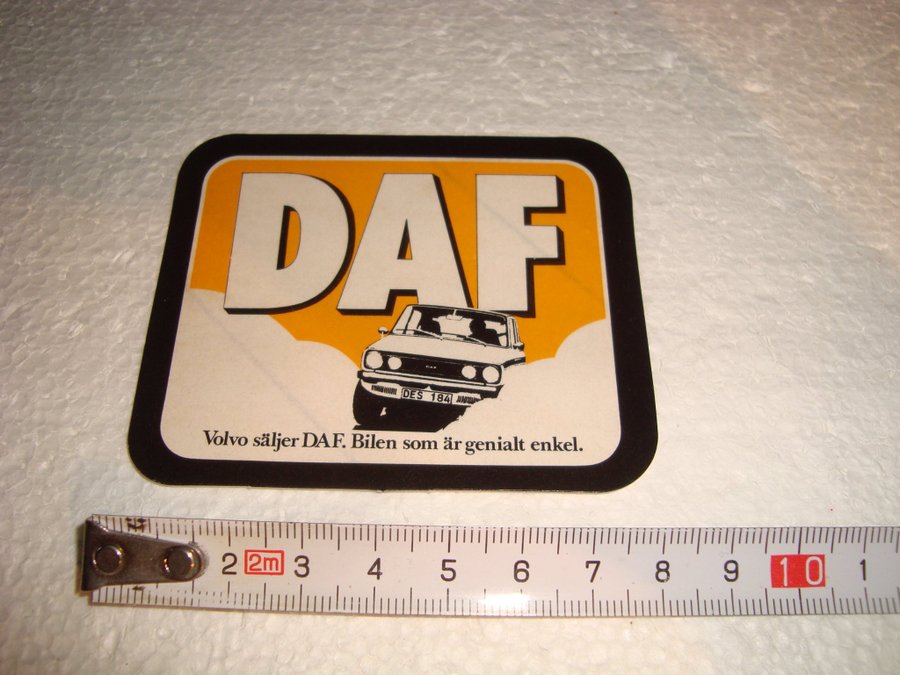 DAF
DAF
DES 184
Volvo säljer DAF. Bilen som är genialt enkel.
2 2m 3 4 5 6 7 8 9 10 1